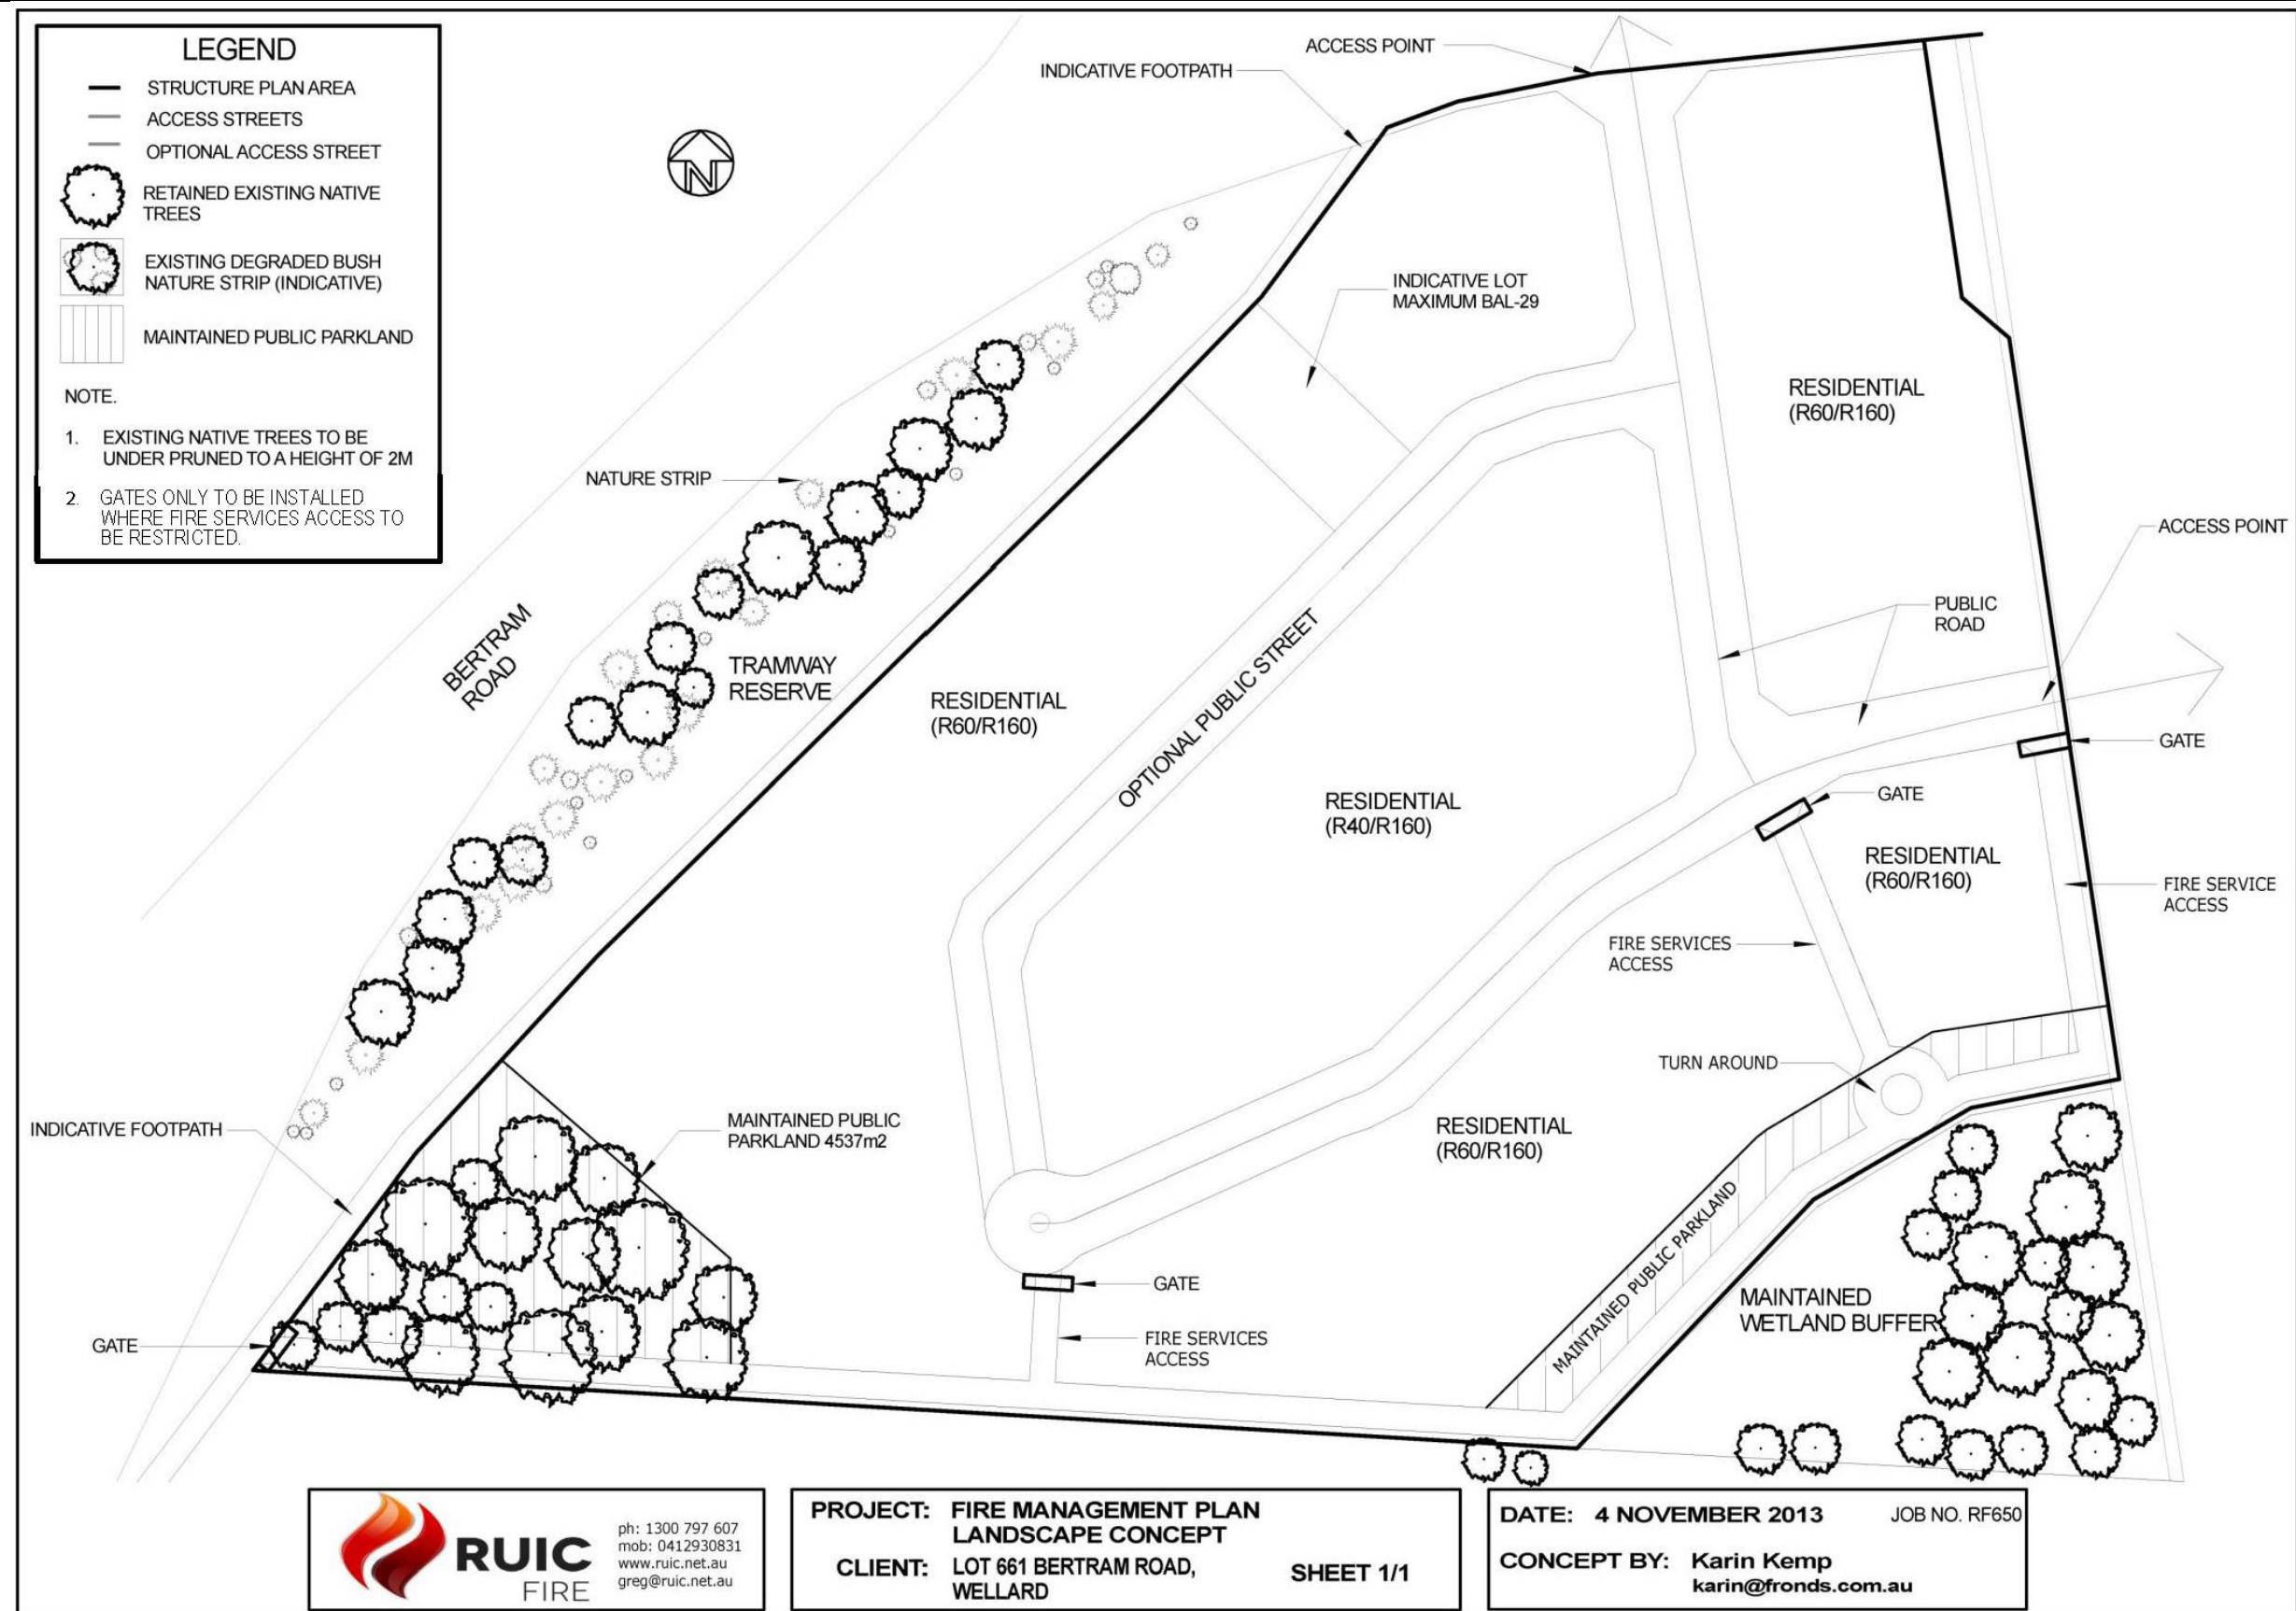 LEGEND
STRUCTURE PLAN AREA
ACCESS STREETS
OPTIONAL ACCESS STREET
RETAINED EXISTING NATIVE
TREES
EXISTING DEGRADED BUSH
NATURE STRIP (INDICATIVE)
MAINTAINED PUBLIC PARKLAND
NOTE.
1. EXISTING NATIVE TREES TO BE
UNDER PRUNED TO A HEIGHT OF 2M
2. GATES ONLY TO BE INSTALLED
WHERE FIRE SERVICES ACCESS TO
BE RESTRICTED.
N
ACCESS POINT
INDICATIVE FOOTPATH
INDICATIVE LOT
MAXIMUM BAL-29
RESIDENTIAL
(R60/R160)
NATURE STRIP
ACCESS POINT
BERTRAM
ROAD
TRAMWAY
RESERVE
PUBLIC
ROAD
RESIDENTIAL
(R60/R160)
OPTIONAL PUBLIC STREET
GATE
RESIDENTIAL
(R40/R160)
GATE
RESIDENTIAL
(R60/R160)
FIRE SERVICE
ACCESS
FIRE SERVICES
ACCESS
TURN AROUND
INDICATIVE FOOTPATH
MAINTAINED PUBLIC
PARKLAND 4537m2
RESIDENTIAL
(R60/R160)
MAINTAINED PUBLIC PARKLAND
GATE
MAINTAINED
WETLAND BUFFER
GATE
FIRE SERVICES
ACCESS
RUIC
FIRE
ph: 1300 797 607
mob: 0412930831
www.ruic.net.au
greg@ruic.net.au
PROJECT: FIRE MANAGEMENT PLAN
LANDSCAPE CONCEPT
CLIENT: LOT 661 BERTRAM ROAD,
WELLARD
SHEET 1/1
DATE: 4 NOVEMBER 2013 JOB NO. RF650
CONCEPT BY: Karin Kemp
karin@fronds.com.au